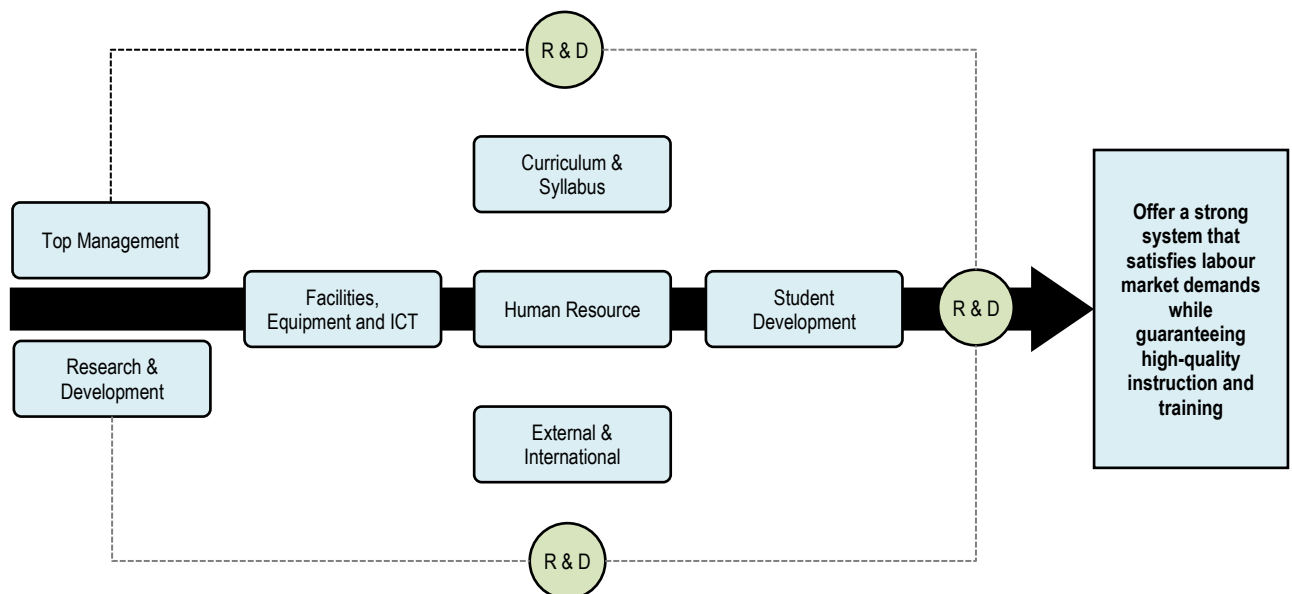 R & D
Curriculum &
Syllabus
Top Management
Facilities,
Equipment and ICT
Human Resource
Student
Development
R & D
Research &
Development
External &
International
R & D
Offer a strong
system that
satisfies labour
market demands
while
guaranteeing
high-quality
instruction and
training